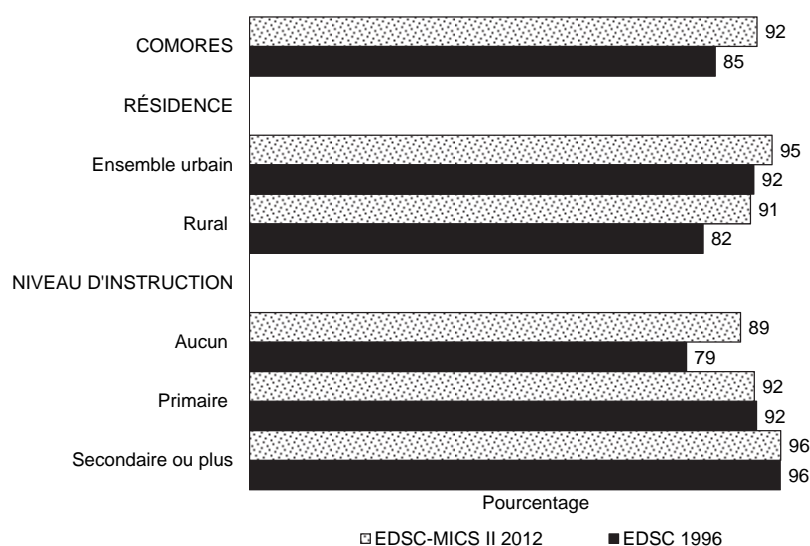 COMORES
92
85
RÉSIDENCE
Ensemble urbain
95
92
Rural
91
82
NIVEAU D'INSTRUCTION
Aucun
89
79
Primaire
92
92
Secondaire ou plus
96
96
Pourcentage
EDSC-MICS II 2012 EDSC 1996